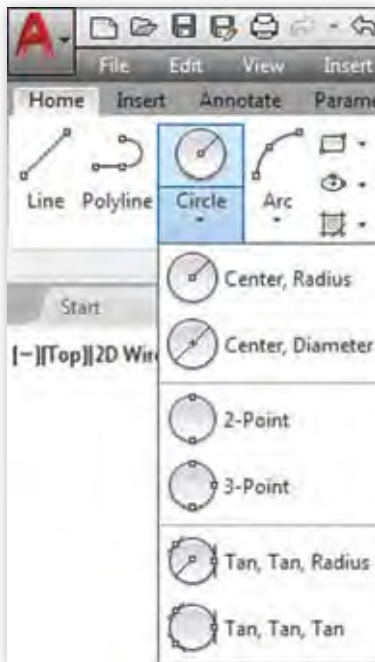 File Edit View Insert
Home Insert Annotate Parame
Line Polyline Circle Arc
Start
[−][Top][2D Wir
Center, Radius
Center, Diameter
2-Point
3-Point
Tan, Tan, Radius
Tan, Tan, Tan